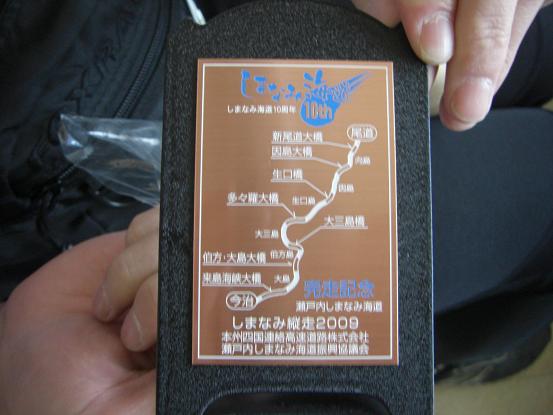 しまなみ海道
10th
しまなみ海道10周年
尾道
新尾道大橋
向島
因島大橋
因島
生口橋
生口島
多々羅大橋
大三島橋
大三島
伯方島
伯方・大島大橋
大島
来島海峡大橋
今治
完走記念
瀬戸内しまなみ海道
しまなみ縦走2009
本州四国連絡高速道路株式会社
瀬戸内しまなみ海道振興協議会